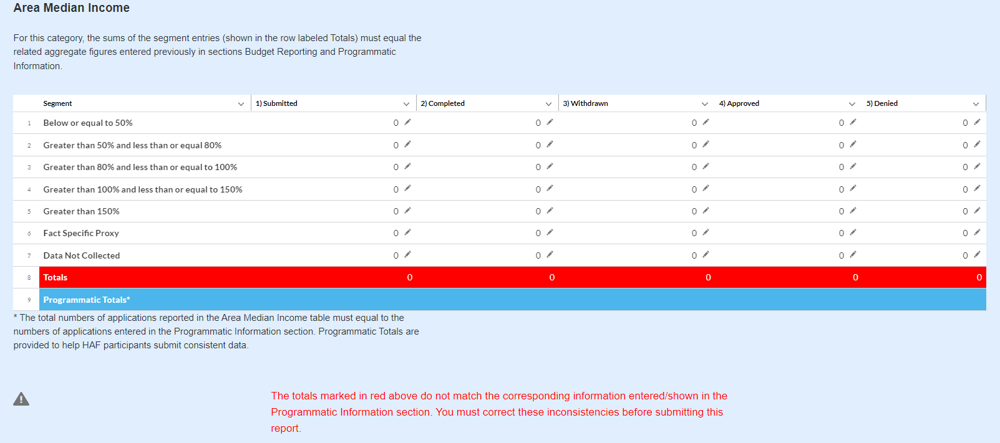 Area Median Income
For this category, the sums of the segment entries (shown in the row labeled Totals) must equal the
related aggregate figures entered previously in sections Budget Reporting and Programmatic
Information.
Segment 1) Submitted 2) Completed 3) Withdrawn 4) Approved 5) Denied
1 Below or equal to 50% 0 0 0 0 0
2 Greater than 50% and less than or equal 80% 0 0 0 0 0
3 Greater than 80% and less than or equal to 100% 0 0 0 0 0
4 Greater than 100% and less than or equal to 150% 0 0 0 0 0
5 Greater than 150% 0 0 0 0 0
6 Fact Specific Proxy 0 0 0 0 0
7 Data Not Collected 0 0 0 0 0
8 Totals 0 0 0 0 0
9 Programmatic Totals*
* The total numbers of applications reported in the Area Median Income table must equal to the
numbers of applications entered in the Programmatic Information section. Programmatic Totals are
provided to help HAF participants submit consistent data.
The totals marked in red above do not match the corresponding information entered/shown in the
Programmatic Information section. You must correct these inconsistencies before submitting this
report.